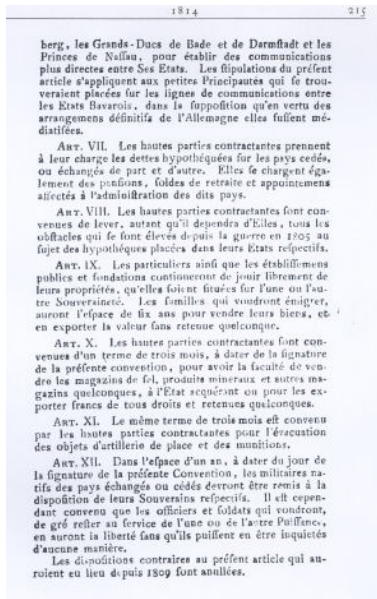 1814 215
berg, les Grands-Ducs de Bade et de Darmſtadt et les
Princes de Naſſau, pour établir des communications
plus directes entre Ses Etats. Les ſtipulations du préſent
article s'appliquent aux petites Principautés qui ſe trou-
veraient placées ſur les lignes de communications entre
les Etats Bavarois, dans la ſuppoſition qu'en vertu des
arrangemens définitifs de l'Allemagne elles fuſſent mé-
diatiſées.
ART. VII. Les hautes parties contractantes prennent
à leur charge les dettes hypothéquées ſur les pays cedés,
ou échangés de part et d'autre. Elles ſe chargent éga-
lement des penſions, ſoldes de retraite et appointemens
affectés à l'adminiſtration des dits pays.
ART. VIII. Les hautes parties contractantes ſont con-
venues de lever, autant qu'il dependra d'Elles, tous les
obſtacles qui ſe ſont élevés depuis la guerre en 1805 au
ſujet des hypothéques placées dans leurs Etats reſpectifs.
ART. IX. Les particuliers ainſi que les établiſſemens
publics et fondations continueront de jouir librement de
leurs propriétés, qu'elles ſoient ſituées ſur l'une ou l'au-
tre Souveraineté. Les familles qui voudront émigrer,
auront l'eſpace de ſix ans pour vendre leurs biens, et
en exporter la valeur ſans retenue quelconque.
ART. X. Les hautes parties contractantes ſont con-
venues d'un terme de trois mois, à dater de la ſignature
de la préſente convention, pour avoir la faculté de ven-
dre les magazins de ſel, produits mineraux et autres ma-
gazins quelconques, à l'Etat acquérant ou pour les ex-
porter francs de tous droits et retenues quelconques.
ART. XI. Le même terme de trois mois eſt convenu
par les hautes parties contractantes pour l'évacuation
des objets d'artillerie de place et des munitions.
ART. XII. Dans l'eſpace d'un an, à dater du jour de
la ſignature de la préſente Convention, les militaires na-
tifs des pays échangés ou cédés devront être remis à la
diſpoſition de leurs Souverains reſpectifs. Il eſt cepen-
dant convenu que les officiers et ſoldats qui voudront,
de gré reſter au ſervice de l'une ou de l'autre Puiſſance,
en auront la liberté ſans qu'ils puiſſent en être inquietés
d'aucune manière.
Les diſpoſitions contraires au préſent article qui au-
roient eu lieu depuis 1809 ſont anullées.